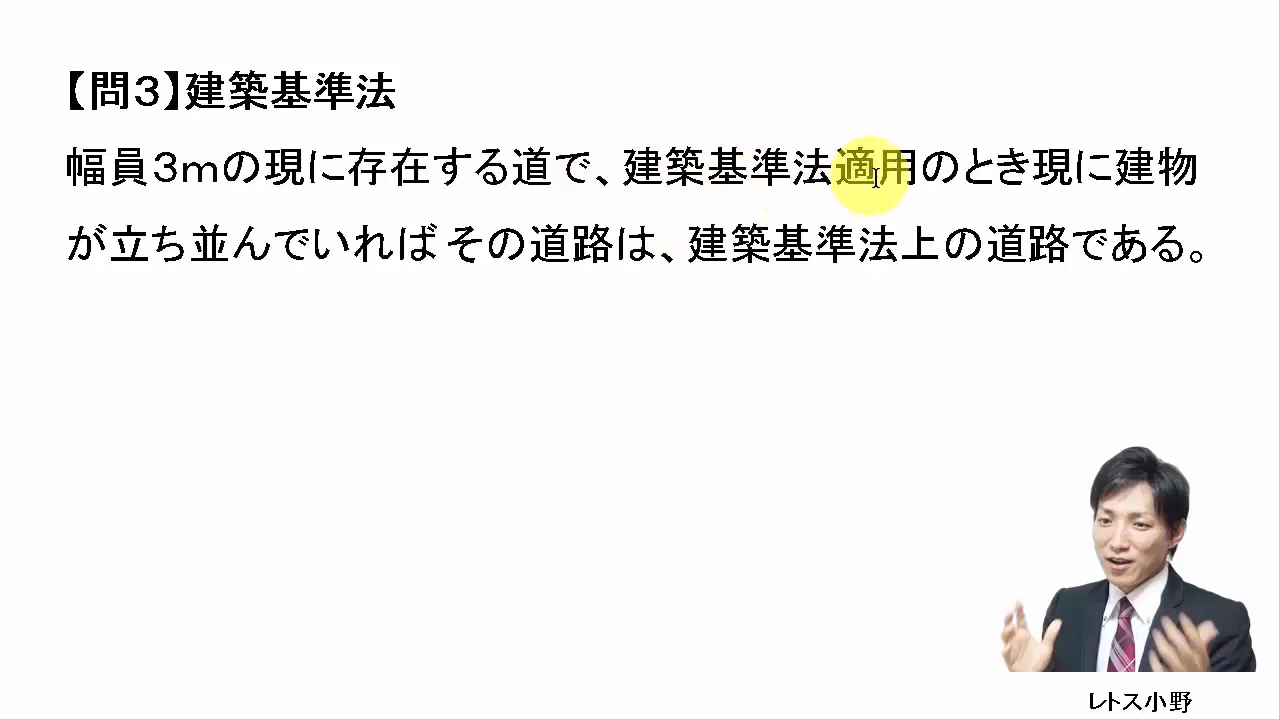 【問３】建築基準法
幅員３ｍの現に存在する道で、建築基準法適用のとき現に建物
が立ち並んでいればその道路は、建築基準法上の道路である。
レトス小野